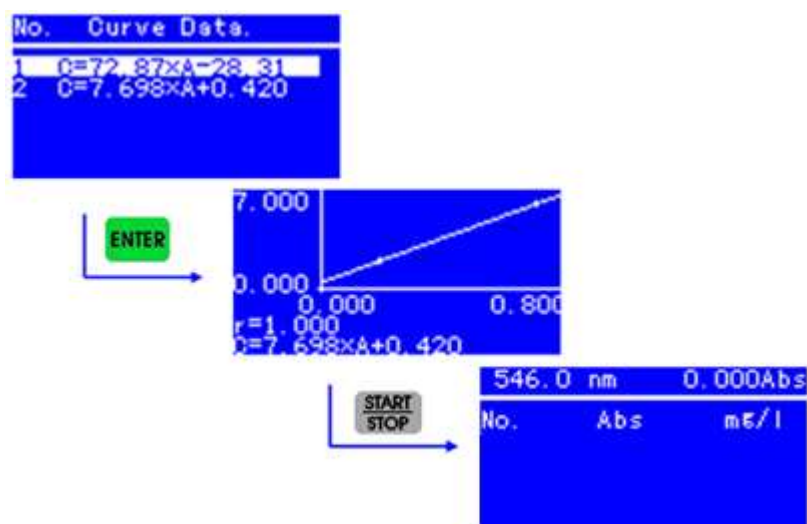 No. Curve Data.
1 C=72.87×A-28.31
2 C=7.698×A+0.420
ENTER
7.000
0.000
0.000 0.800
r=1.000
C=7.698×A+0.420
START
STOP
546.0 nm 0.000Abs
No. Abs mg/l